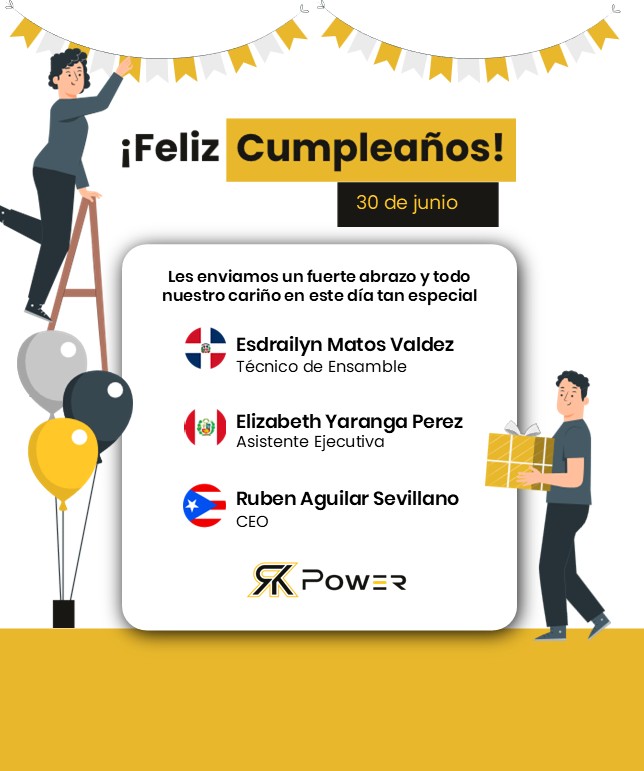 ¡Feliz Cumpleaños!
30 de junio
Les enviamos un fuerte abrazo y todo
nuestro cariño en este día tan especial
Esdrailyn Matos Valdez
Técnico de Ensamble
Elizabeth Yaranga Perez
Asistente Ejecutiva
Ruben Aguilar Sevillano
CEO
RK Power